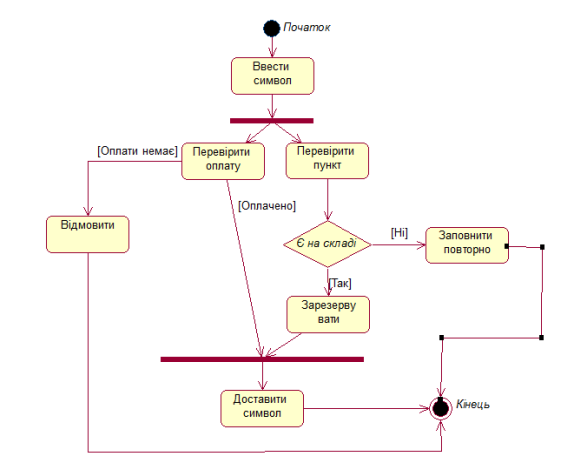 Початок
Ввести
символ
[Оплати немає]
Перевірити
оплату
Перевірити
пункт
[Оплачено]
Відмовити
Є на складі
[Ні]
Заповнити
повторно
[Так]
Зарезерву
вати
Доставити
символ
Кінець